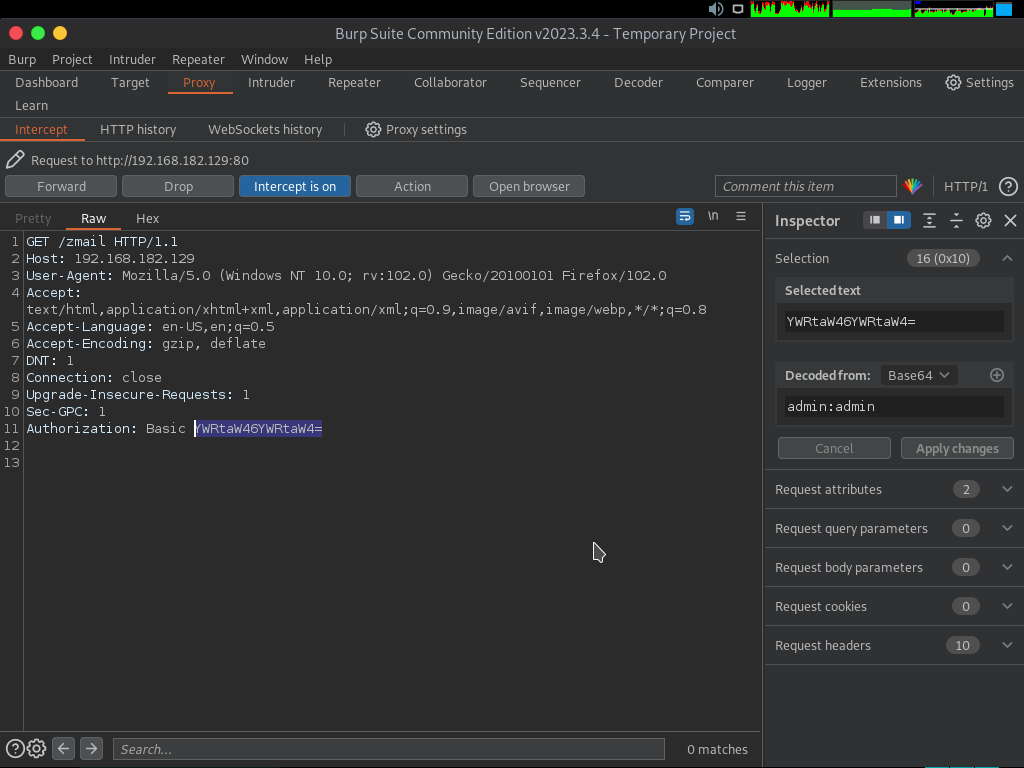 Burp Suite Community Edition v2023.3.4 - Temporary Project
Burp Project Intruder Repeater Window Help
Dashboard Target Proxy Intruder Repeater Collaborator Sequencer Decoder Comparer Logger Extensions Settings
Learn
Intercept HTTP history WebSockets history Proxy settings
Request to http://192.168.182.129:80
Forward Drop Intercept is on Action Open browser Comment this item HTTP/1 ?
Pretty Raw Hex \n
1 GET /zmail HTTP/1.1
2 Host: 192.168.182.129
3 User-Agent: Mozilla/5.0 (Windows NT 10.0; rv:102.0) Gecko/20100101 Firefox/102.0
4 Accept:
text/html,application/xhtml+xml,application/xml;q=0.9,image/avif,image/webp,*/*;q=0.8
5 Accept-Language: en-US,en;q=0.5
6 Accept-Encoding: gzip, deflate
7 DNT: 1
8 Connection: close
9 Upgrade-Insecure-Requests: 1
10 Sec-GPC: 1
11 Authorization: Basic YWRtaW46YWRtaW4=
12
13
? Search... 0 matches
Inspector
Selection 16 (0x10)
Selected text
YWRtaW46YWRtaW4=
Decoded from: Base64
admin:admin
Cancel Apply changes
Request attributes 2
Request query parameters 0
Request body parameters 0
Request cookies 0
Request headers 10